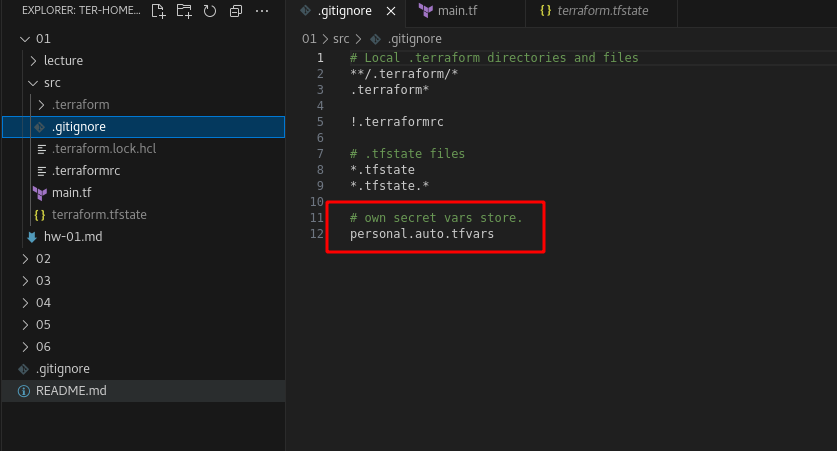 EXPLORER: TER-HOME...
01
lecture
src
.terraform
.gitignore
.terraform.lock.hcl
.terraformrc
main.tf
terraform.tfstate
hw-01.md
02
03
04
05
06
.gitignore
README.md
.gitignore main.tf terraform.tfstate
01 > src > .gitignore
1 # Local .terraform directories and files
2 **/.terraform/*
3 .terraform*
4
5 !.terraformrc
6
7 # .tfstate files
8 *.tfstate
9 *.tfstate.*
10
11 # own secret vars store.
12 personal.auto.tfvars